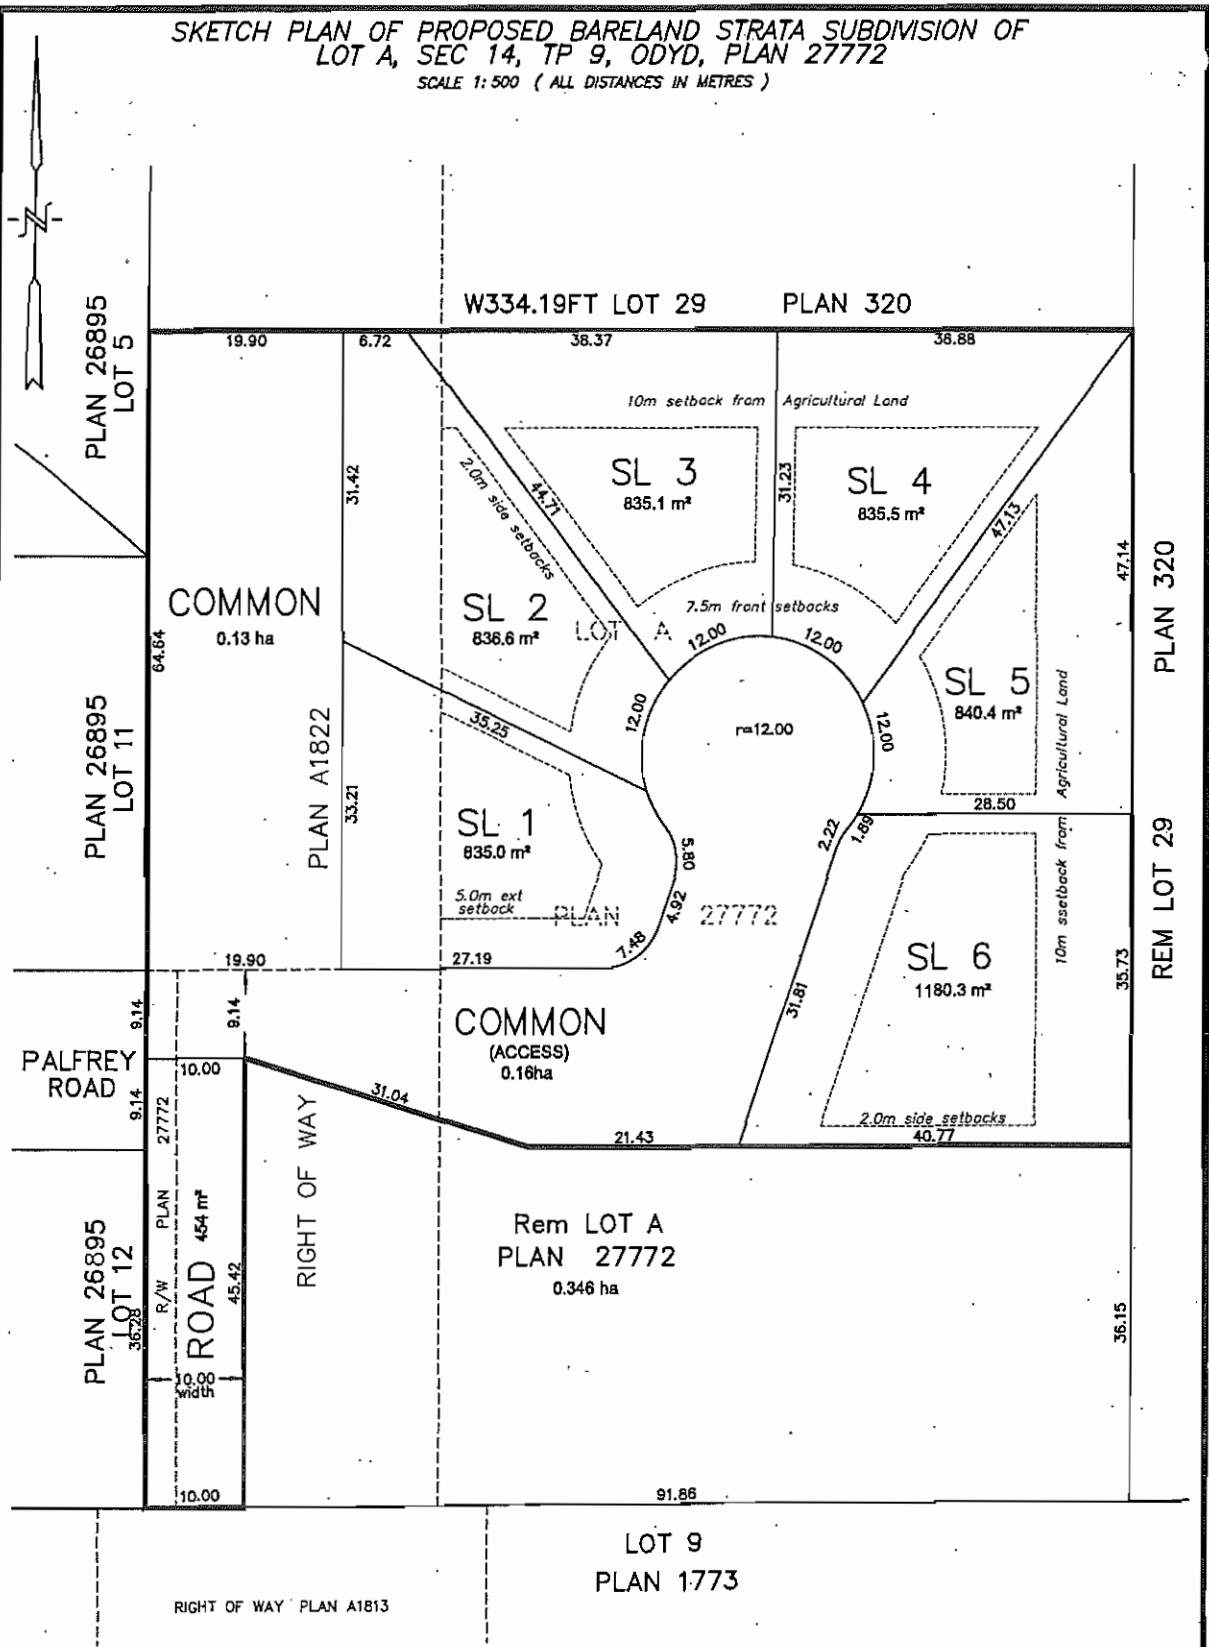 SKETCH PLAN OF PROPOSED BARELAND STRATA SUBDIVISION OF
LOT A, SEC 14, TP 9, ODYD, PLAN 27772
SCALE 1:500 ( ALL DISTANCES IN METRES )
N
PLAN 26895
LOT 5
W334.19FT LOT 29
PLAN 320
19.90
6.72
38.37
36.88
10m setback from
Agricultural Land
31.42
2.0m side setbacks
44.71
SL 3
835.1 m²
31.23
SL 4
835.5 m²
47.13
47.14
PLAN 320
COMMON
0.13 ha
64.64
SL 2
836.6 m²
LOT A
7.5m front setbacks
12.00
12.00
12.00
12.00
r=12.00
SL 5
840.4 m²
Agricultural Land
PLAN 26895
LOT 11
PLAN A1822
33.21
35.25
SL 1
835.0 m²
5.0m ext
setback
5.80
4.92
7.48
PLAN 27772
2.22
1.89
28.50
10m ssetback from
REM LOT 29
SL 6
1180.3 m²
35.73
31.81
19.90
27.19
9.14
9.14
COMMON
(ACCESS)
0.16ha
PALFREY
ROAD
10.00
9.14
31.04
21.43
2.0m side setbacks
40.77
R/W PLAN 27772
ROAD 454 m²
RIGHT OF WAY
Rem LOT A
PLAN 27772
0.346 ha
PLAN 26895
LOT 12
36.28
45.42
36.15
10.00
width
10.00
91.86
LOT 9
PLAN 1773
RIGHT OF WAY PLAN A1813